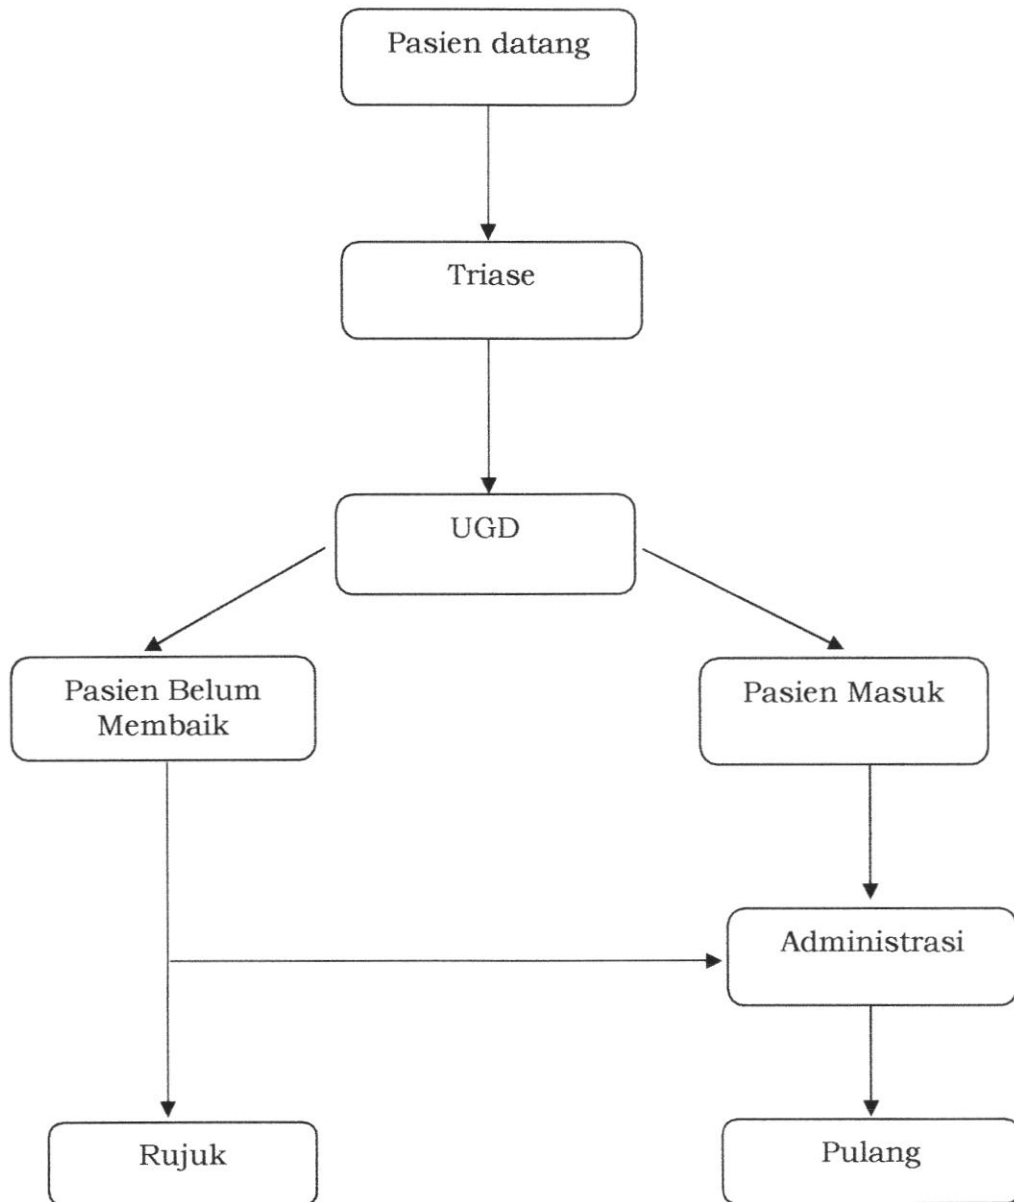 Pasien datang
Triase
UGD
Pasien Belum
Membaik
Pasien Masuk
Administrasi
Rujuk
Pulang